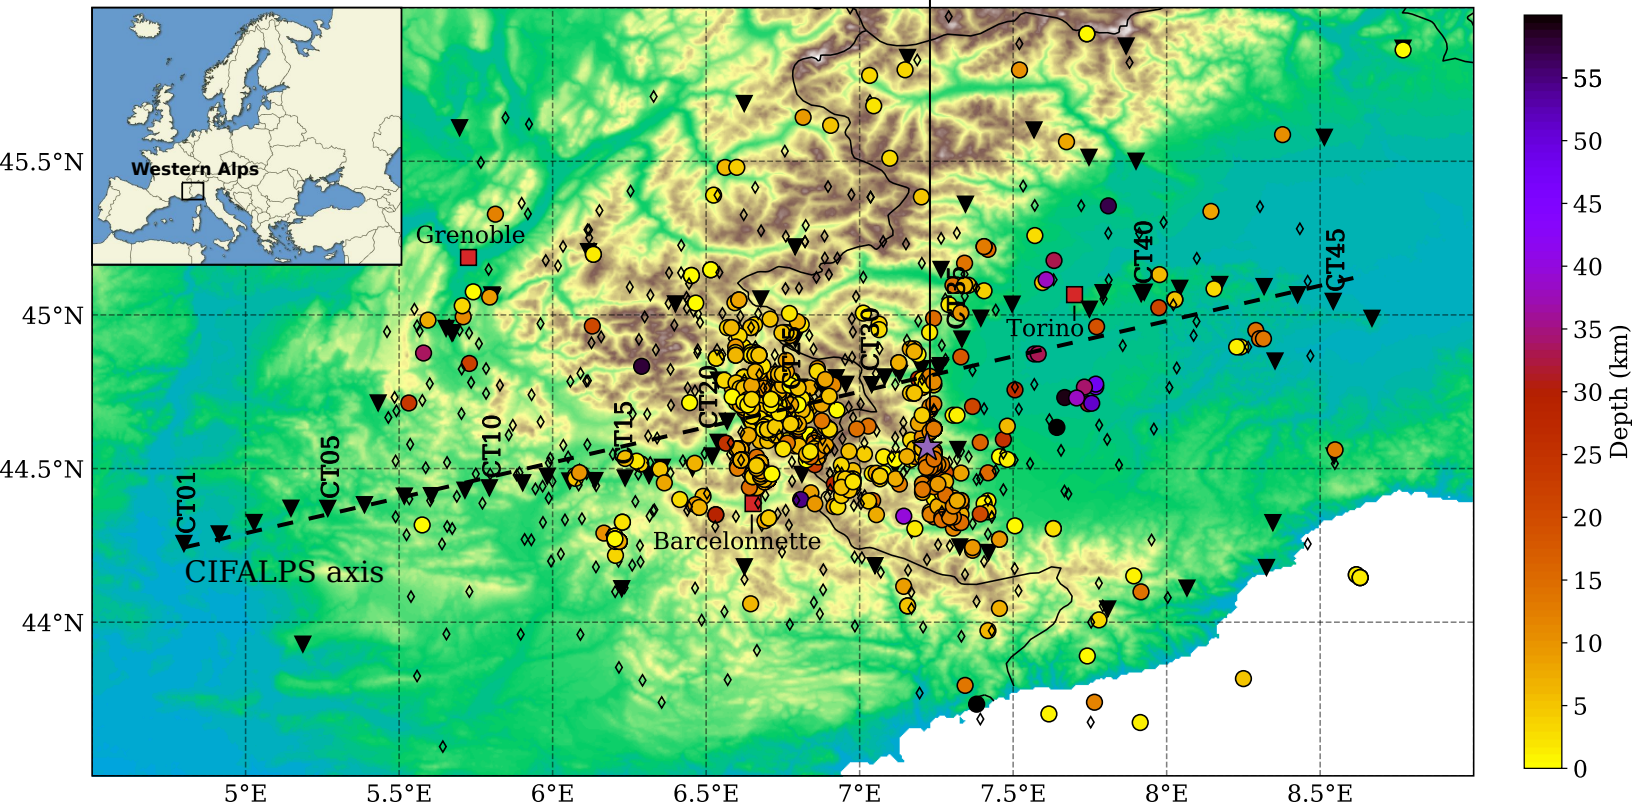 Western Alps
45.5°N
45°N
44.5°N
44°N
Grenoble
Torino
Barcelonnette
CIFALPS axis
CT01
CT05
CT10
CT15
CT20
CT25
CT30
CT35
CT40
CT45
5°E
5.5°E
6°E
6.5°E
7°E
7.5°E
8°E
8.5°E
55
50
45
40
35
30
25
20
15
10
5
0
Depth (km)